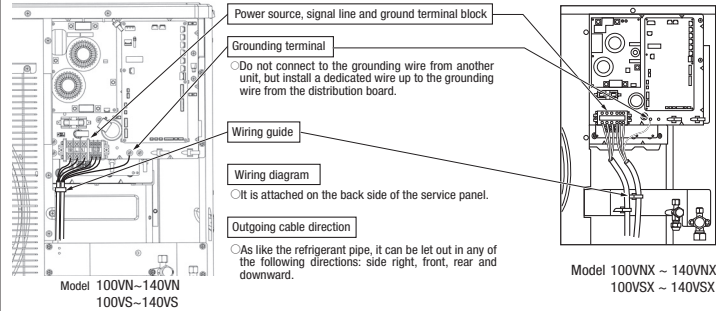 Power source, signal line and ground terminal block
Grounding terminal
○Do not connect to the grounding wire from another
unit, but install a dedicated wire up to the grounding
wire from the distribution board.
Wiring guide
Wiring diagram
○It is attached on the back side of the service panel.
Outgoing cable direction
○As like the refrigerant pipe, it can be let out in any of
the following directions: side right, front, rear and
downward.
Model 100VN~140VN
100VS~140VS
Model 100VNX ~ 140VNX
100VSX ~ 140VSX